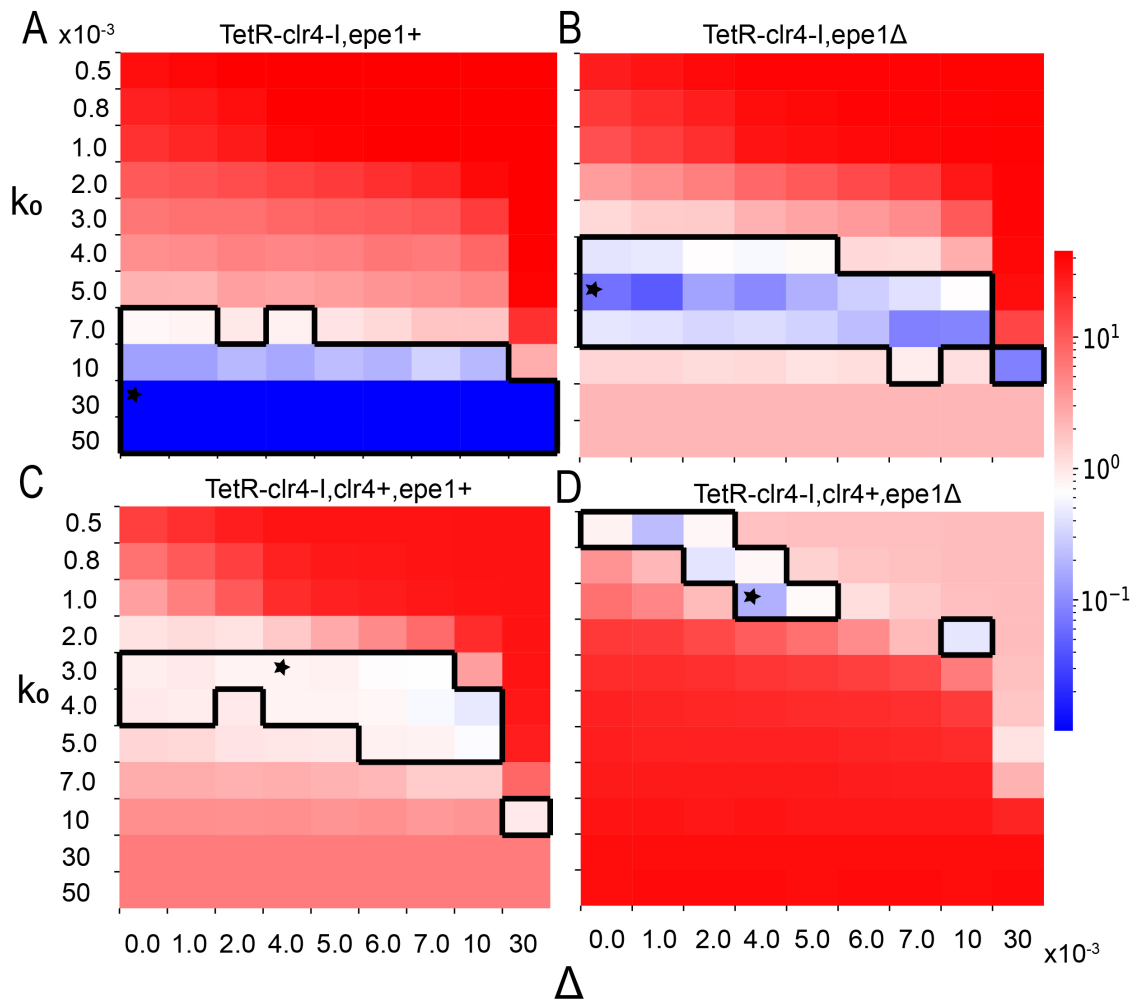 A
x10-3
TetR-clr4-I,epe1+
B
TetR-clr4-I,epe1Δ
0.5
0.8
1.0
2.0
3.0
4.0
5.0
7.0
10
30
50
k0
10¹
10⁰
10⁻¹
C
TetR-clr4-I,clr4+,epe1+
D
TetR-clr4-I,clr4+,epe1Δ
0.5
0.8
1.0
2.0
3.0
4.0
5.0
7.0
10
30
50
k0
0.0 1.0 2.0 4.0 5.0 6.0 7.0 10 30
0.0 1.0 2.0 4.0 5.0 6.0 7.0 10 30 x10-3
Δ